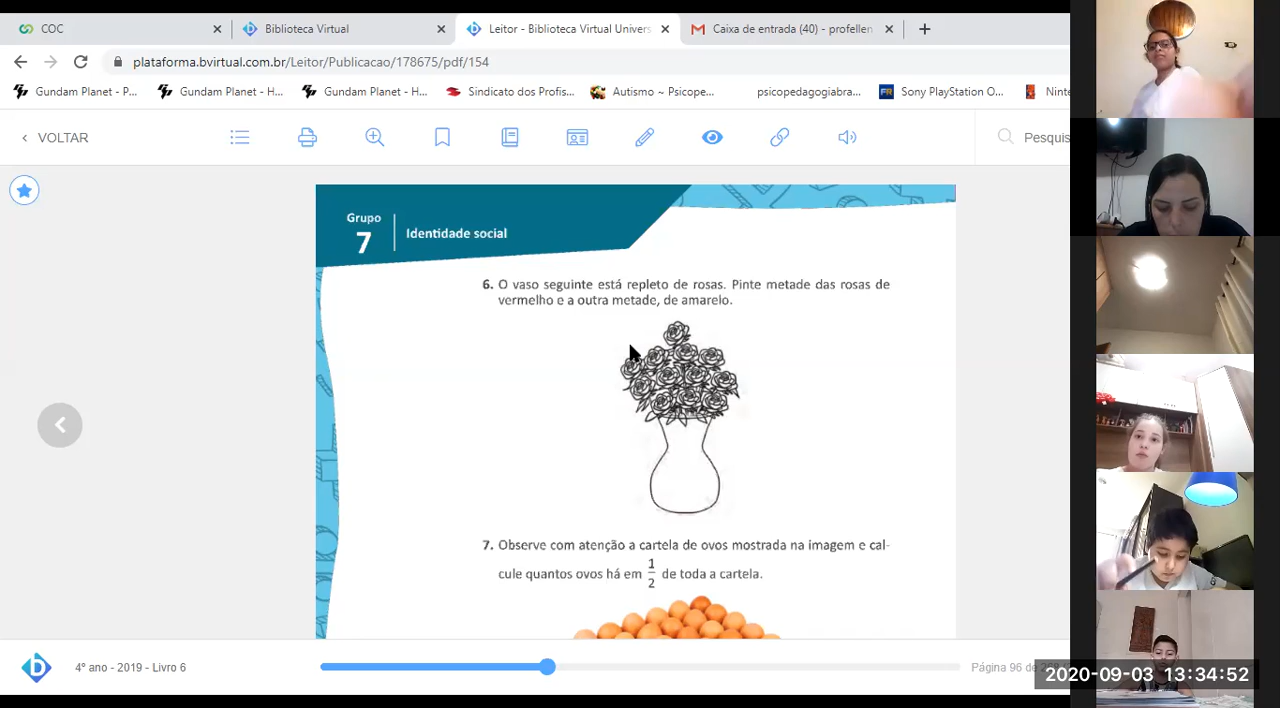 COC
Biblioteca Virtual
Leitor - Biblioteca Virtual Univers
Caixa de entrada (40) - profellen
plataforma.bvirtual.com.br/Leitor/Publicacao/178675/pdf/154
Gundam Planet - P...
Gundam Planet - H...
Gundam Planet - H...
Sindicato dos Profis...
Autismo ~ Psicope...
psicopedagogiabra...
Sony PlayStation O...
Ninte
VOLTAR
Pesquis
Grupo
7
Identidade social
6. O vaso seguinte está repleto de rosas. Pinte metade das rosas de
vermelho e a outra metade, de amarelo.
7. Observe com atenção a cartela de ovos mostrada na imagem e cal-
cule quantos ovos há em 1/2 de toda a cartela.
4º ano - 2019 - Livro 6
Página 96 de
2020-09-03 13:34:52